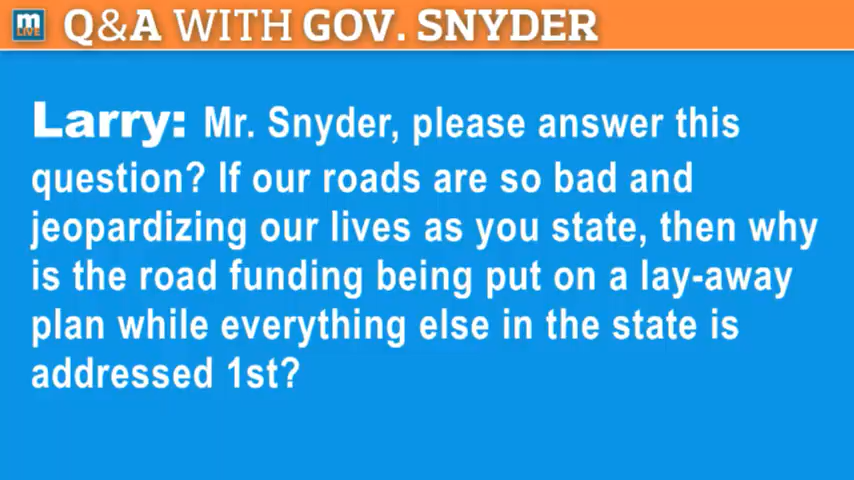 m LIVE Q&A WITH GOV. SNYDER
Larry: Mr. Snyder, please answer this
question? If our roads are so bad and
jeopardizing our lives as you state, then why
is the road funding being put on a lay-away
plan while everything else in the state is
addressed 1st?